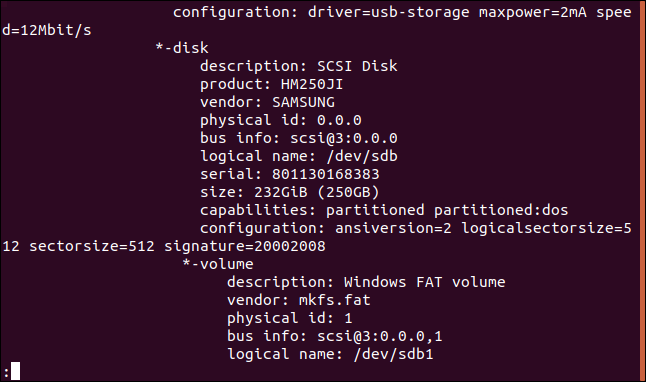 configuration: driver=usb-storage maxpower=2mA spee
d=12Mbit/s
*-disk
description: SCSI Disk
product: HM250JI
vendor: SAMSUNG
physical id: 0.0.0
bus info: scsi@3:0.0.0
logical name: /dev/sdb
serial: 801130168383
size: 232GiB (250GB)
capabilities: partitioned partitioned:dos
configuration: ansiversion=2 logicalsectorsize=5
12 sectorsize=512 signature=20002008
*-volume
description: Windows FAT volume
vendor: mkfs.fat
physical id: 1
bus info: scsi@3:0.0.0,1
logical name: /dev/sdb1
: